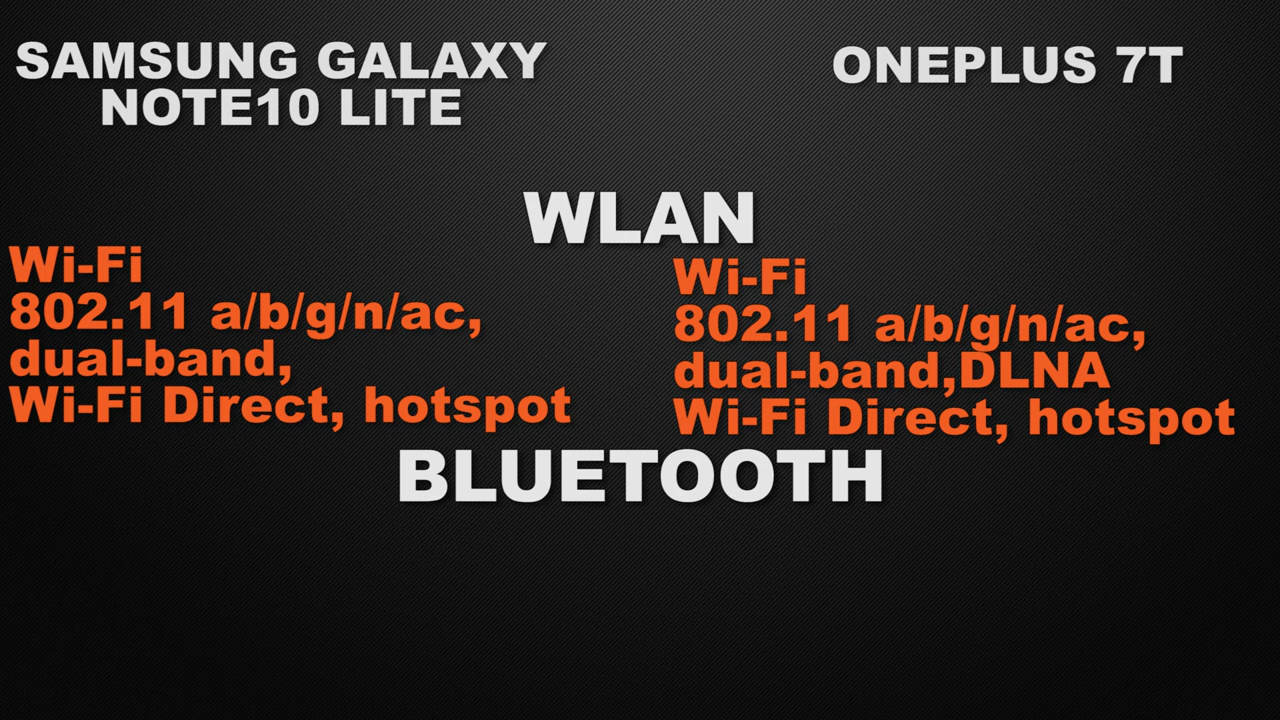 SAMSUNG GALAXY
NOTE10 LITE
ONEPLUS 7T
WLAN
Wi-Fi
802.11 a/b/g/n/ac,
dual-band,
Wi-Fi Direct, hotspot
Wi-Fi
802.11 a/b/g/n/ac,
dual-band,DLNA
Wi-Fi Direct, hotspot
BLUETOOTH